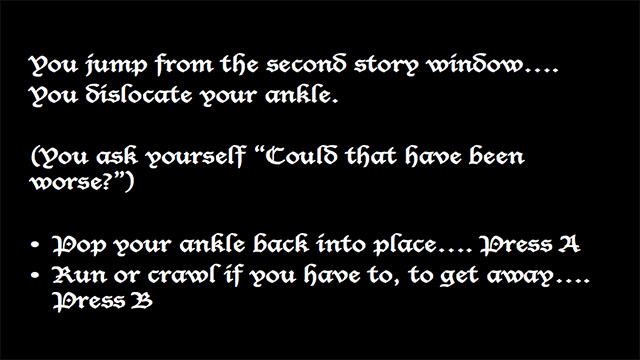 You jump from the second story window....
You dislocate your ankle.
(You ask yourself “Could that have been
worse?”)
• Pop your ankle back into place.... Press A
• Run or crawl if you have to, to get away....
Press B